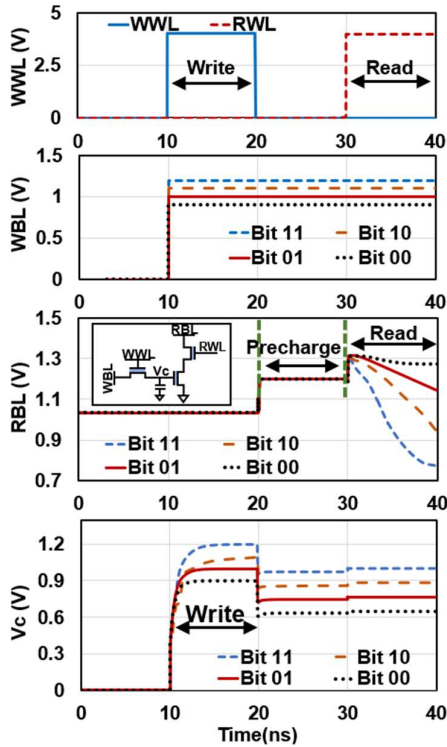 WWL (V)
5
2.5
0
WWL RWL
Write
Read
0 10 20 30 40
WBL (V)
1.5
1
0.5
0
Bit 11 Bit 10
Bit 01 Bit 00
0 10 20 30 40
RBL (V)
1.5
1.3
1.1
0.9
0.7
RBL
WWL
RWL
Vc
WBL
Precharge
Read
Bit 11 Bit 10
Bit 01 Bit 00
0 10 20 30 40
Vc (V)
1.2
0.9
0.6
0.3
0
Write
Bit 11 Bit 10
Bit 01 Bit 00
0 10 20 30 40
Time(ns)